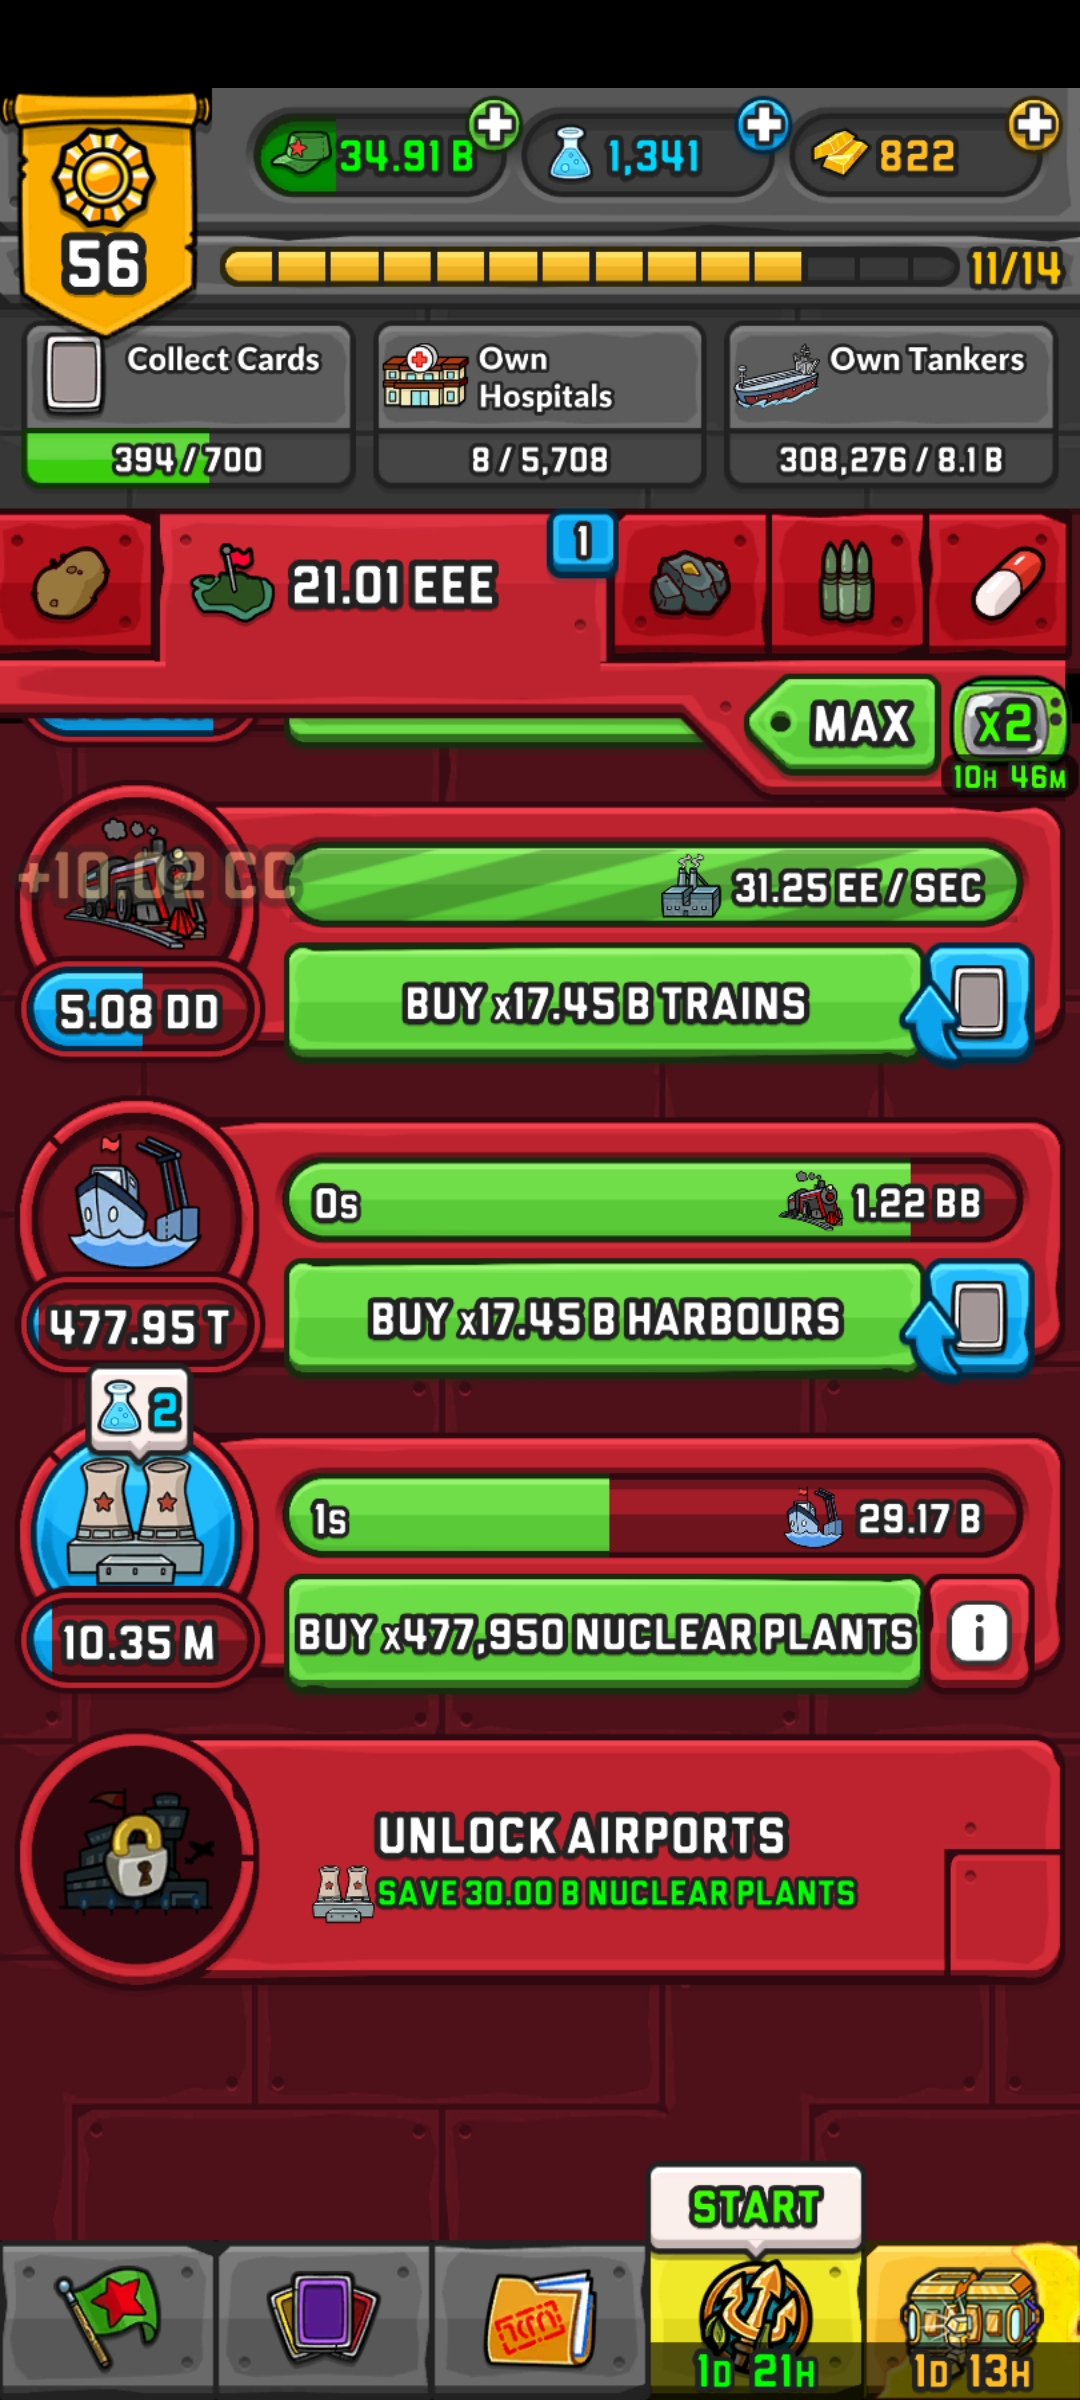 34.91 B
1,341
822
56
11/14
Collect Cards
394 / 700
Own
Hospitals
8 / 5,708
Own Tankers
308,276 / 8.1 B
21.01 EEE
1
MAX
X2
10H 46M
+10.02 CC
31.25 EE / SEC
5.08 DD
BUY x17.45 B TRAINS
0s
1.22 BB
477.95 T
BUY x17.45 B HARBOURS
2
1s
29.17 B
10.35 M
BUY x477,950 NUCLEAR PLANTS
i
UNLOCK AIRPORTS
SAVE 30.00 B NUCLEAR PLANTS
START
1D 21H
1D 13H